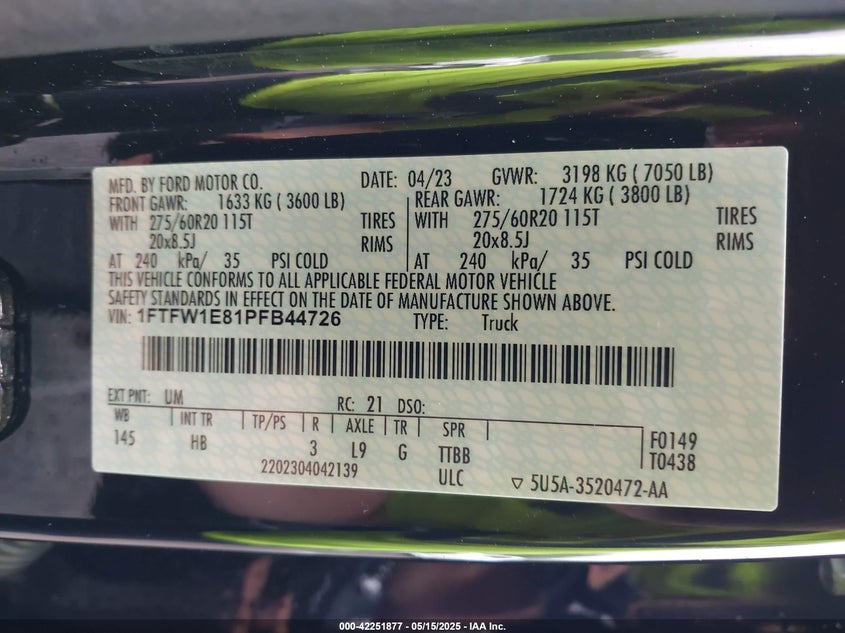 MFD. BY FORD MOTOR CO. DATE: 04/23 GVWR: 3198 KG ( 7050 LB)
FRONT GAWR: 1633 KG ( 3600 LB) REAR GAWR: 1724 KG ( 3800 LB)
WITH 275/60R20 115T TIRES WITH 275/60R20 115T TIRES
20x8.5J RIMS 20x8.5J RIMS
AT 240 kPa/ 35 PSI COLD AT 240 kPa/ 35 PSI COLD
THIS VEHICLE CONFORMS TO ALL APPLICABLE FEDERAL MOTOR VEHICLE
SAFETY STANDARDS IN EFFECT ON THE DATE OF MANUFACTURE SHOWN ABOVE.
VIN: 1FTFW1E81PFB44726 TYPE: Truck
EXT PNT: UM RC: 21 DSO:
WB INT TR TP/PS R AXLE TR SPR
145 HB 3 L9 G TTBB F0149
T0438
2202304042139 ULC ▽ 5U5A-3520472-AA
000-42251877 - 05/15/2025 - IAA Inc.